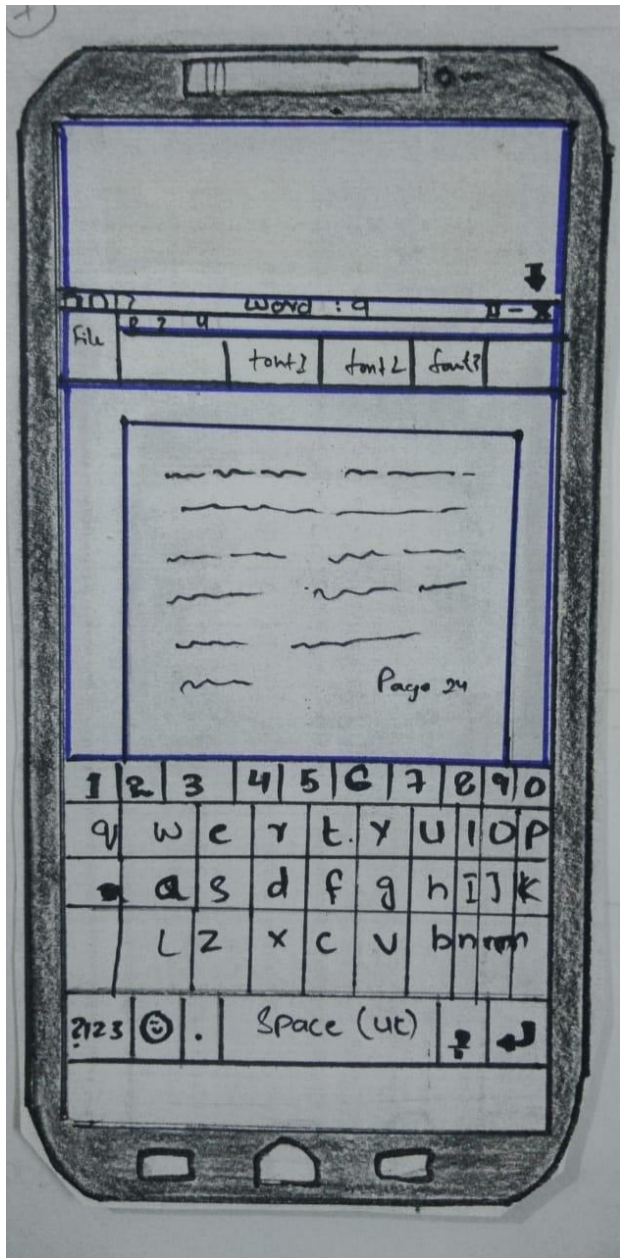 Word : 9
File
font1 font2 font3
Page 24
1 2 3 4 5 6 7 8 9 0
q w e r t y u I O P
a s d f g h I J K
L Z X C V b n m
?123 . Space (UE)